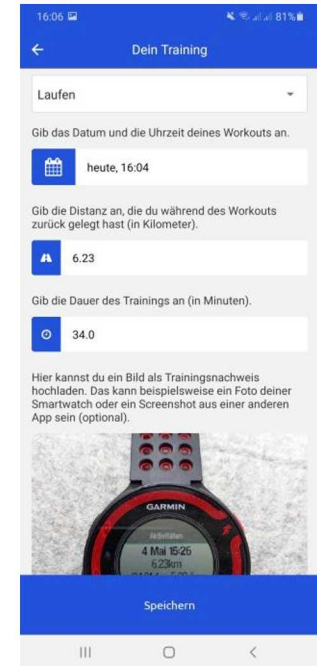 16:06
81%
Dein Training
Laufen
Gib das Datum und die Uhrzeit deines Workouts an.
heute, 16:04
Gib die Distanz an, die du während des Workouts
zurück gelegt hast (in Kilometer).
6.23
Gib die Dauer des Trainings an (in Minuten).
34.0
Hier kannst du ein Bild als Trainingsnachweis
hochladen. Das kann beispielsweise ein Foto deiner
Smartwatch oder ein Screenshot aus einer anderen
App sein (optional).
GARMIN
Aktivitäten
4 Mai 15:26
6.23km
Speichern